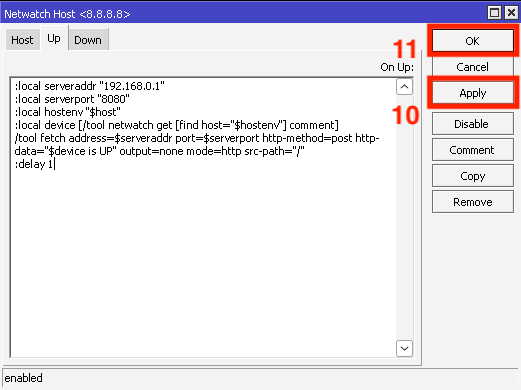 Netwatch Host <8.8.8.8>
Host Up Down
11
OK
On Up:
Cancel
Apply
10
:local serveraddr "192.168.0.1"
:local serverport "8080"
:local hostenv "$host"
:local device [/tool netwatch get [find host="$hostenv"] comment]
/tool fetch address=$serveraddr port=$serverport http-method=post http-
data="$device is UP" output=none mode=http src-path="/"
:delay 1
Disable
Comment
Copy
Remove
enabled